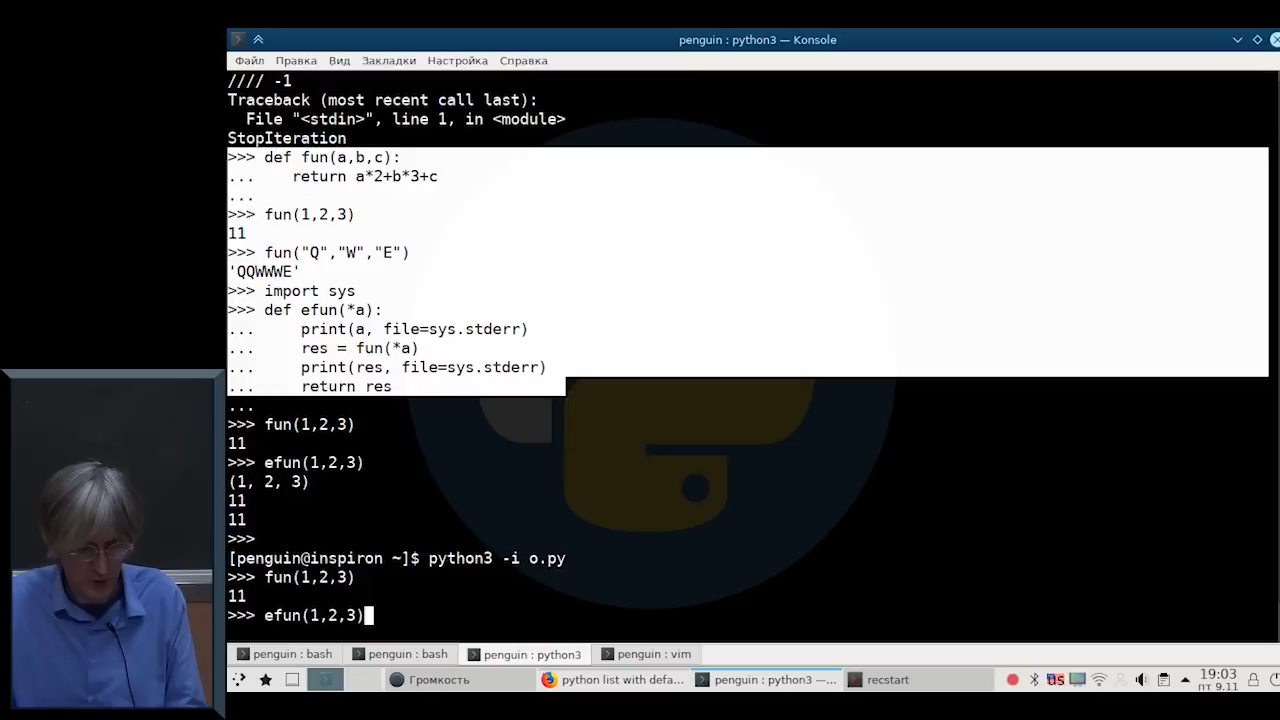 penguin : python3 — Konsole
Файл Правка Вид Закладки Настройка Справка
//// -1
Traceback (most recent call last):
  File "<stdin>", line 1, in <module>
StopIteration
>>> def fun(a,b,c):
...    return a*2+b*3+c
...
>>> fun(1,2,3)
11
>>> fun("Q","W","E")
'QQWWWE'
>>> import sys
>>> def efun(*a):
...     print(a, file=sys.stderr)
...     res = fun(*a)
...     print(res, file=sys.stderr)
...     return res
...
>>> fun(1,2,3)
11
>>> efun(1,2,3)
(1, 2, 3)
11
11
>>>
[penguin@inspiron ~]$ python3 -i o.py
>>> fun(1,2,3)
11
>>> efun(1,2,3)
penguin : bash penguin : bash penguin : python3 penguin : vim
Громкость python list with defa... penguin : python3 —... recstart us 19:03
пт 9.11